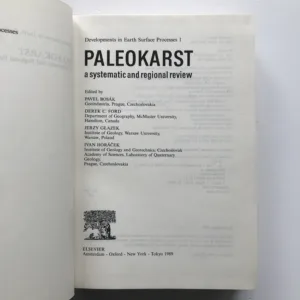 Developments in Earth Surface Processes 1
PALEOKARST
a systematic and regional review
Edited by
PAVEL BOSÁK
Geoindustria, Prague, Czechoslovakia
DEREK C. FORD
Department of Geography, McMaster University,
Hamilton, Canada
JERZY GŁAZEK
Institute of Geology, Warsaw University,
Warsaw, Poland
IVAN HORÁČEK
Institute of Geology and Geotechnics, Czechoslovak
Academy of Sciences, Laboratory of Quaternary
Geology
Prague, Czechoslovakia
ELSEVIER
Amsterdam - Oxford - New York - Tokyo 1989